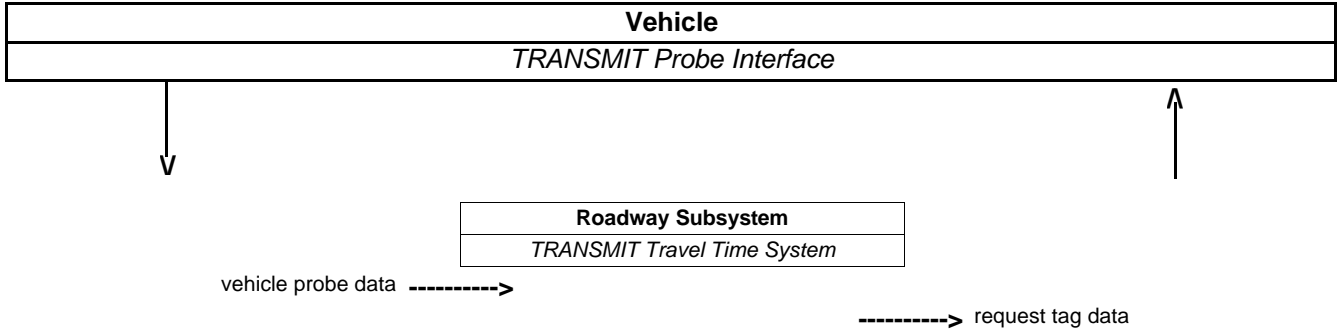 Vehicle
TRANSMIT Probe Interface
Roadway Subsystem
TRANSMIT Travel Time System
vehicle probe data ---------->
----------> request tag data